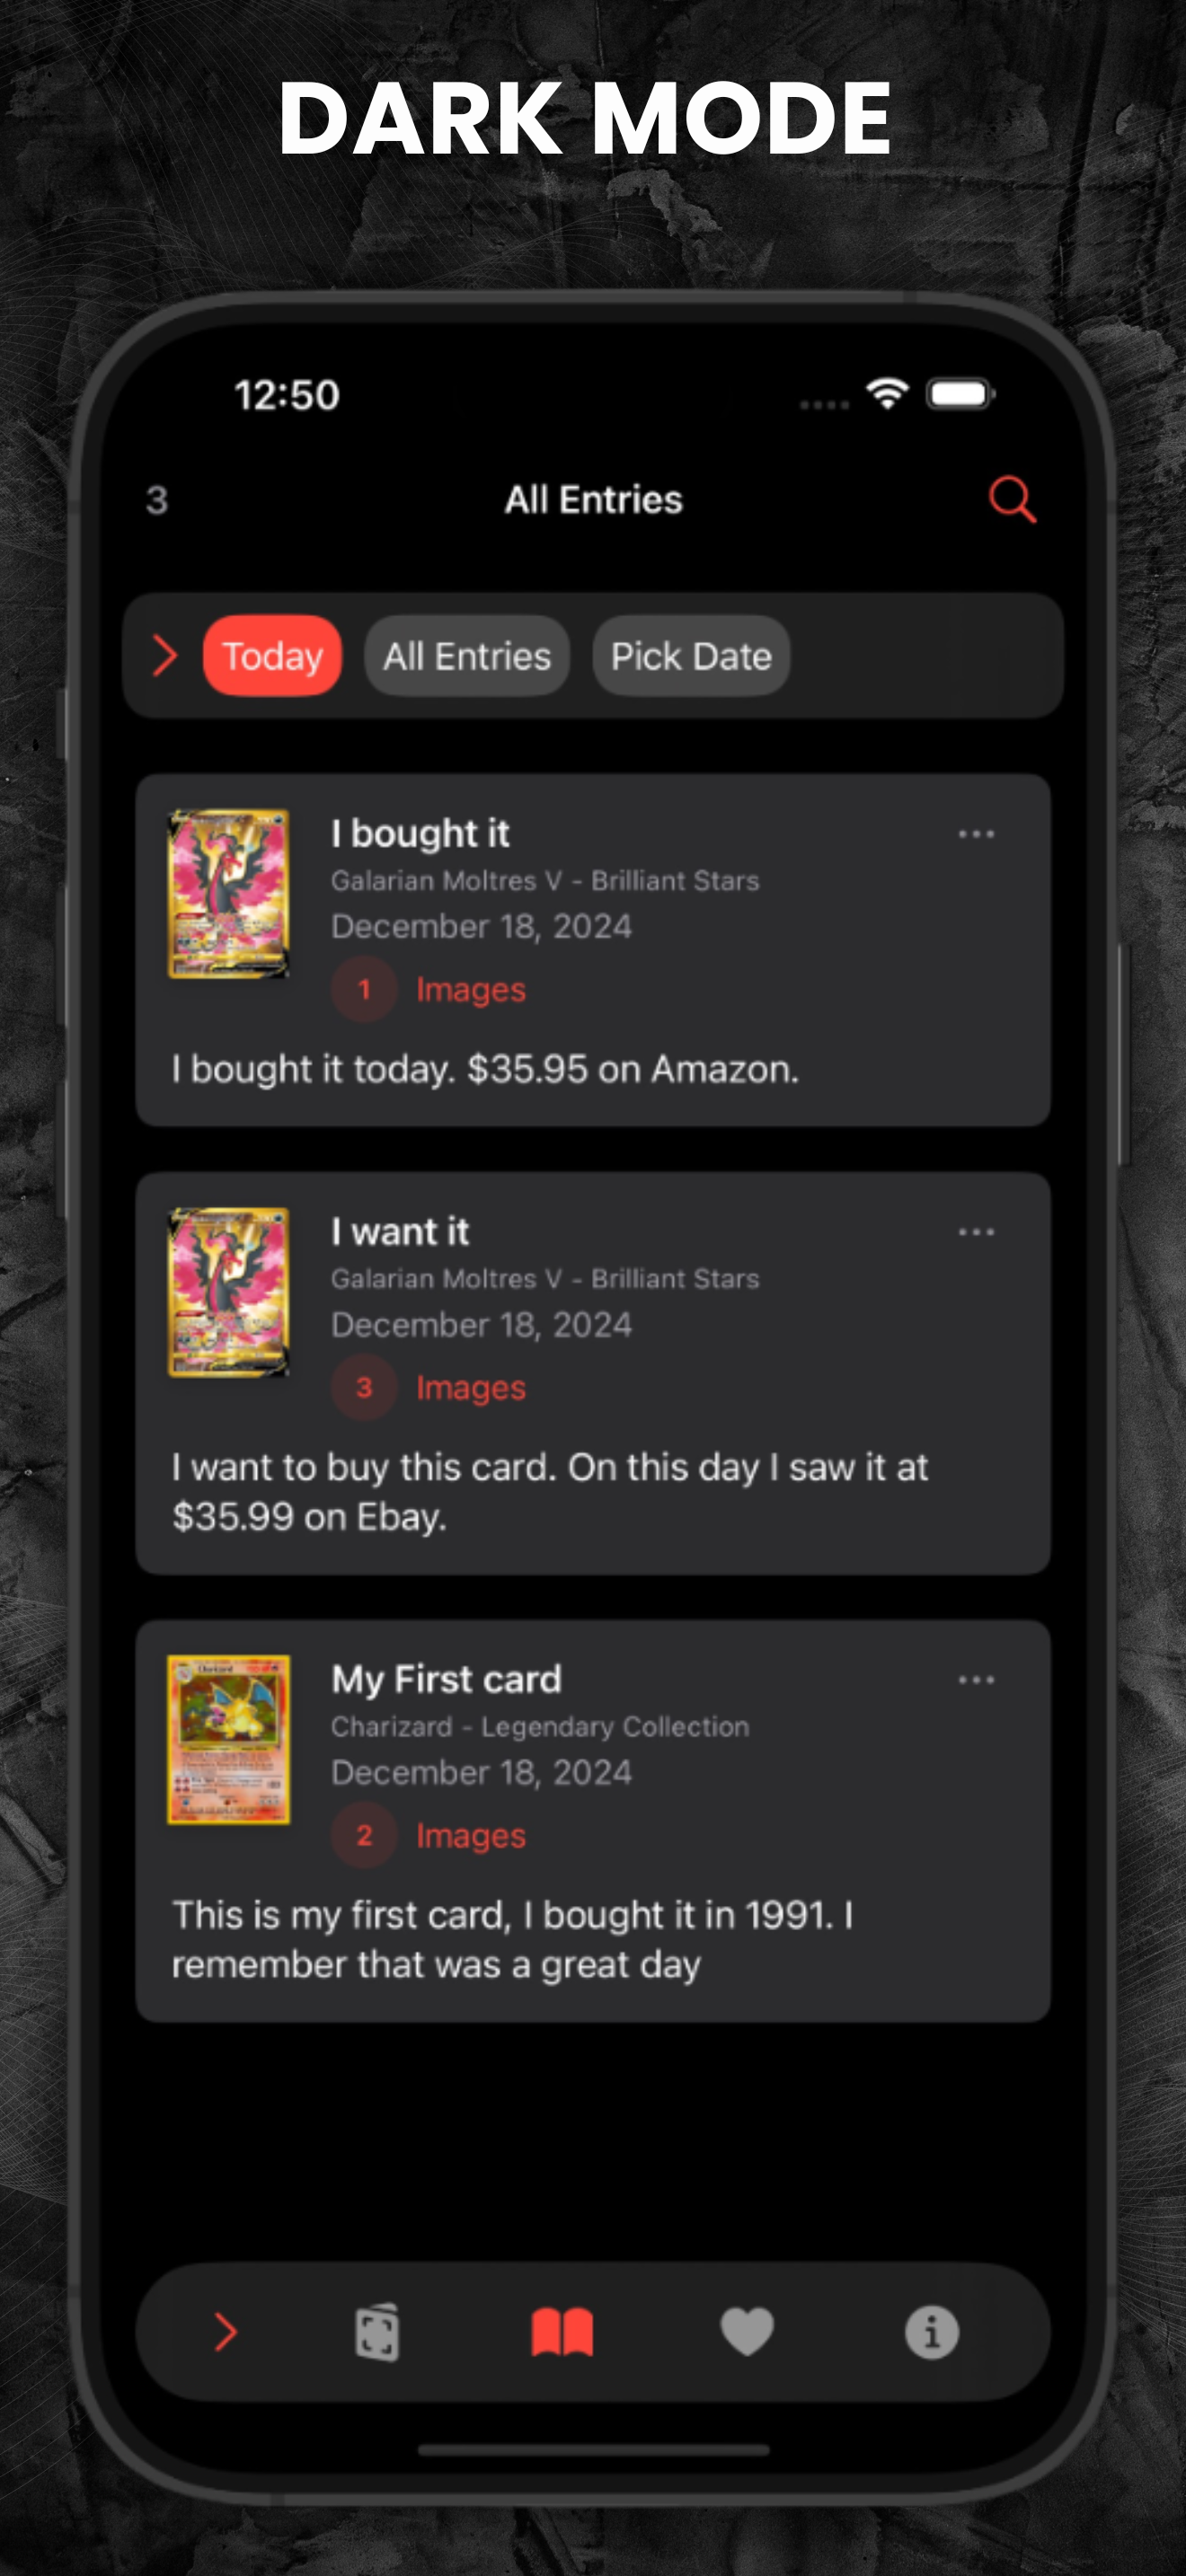 DARK MODE
12:50
3
All Entries
Today
All Entries
Pick Date
I bought it
Galarian Moltres V - Brilliant Stars
December 18, 2024
1 Images
I bought it today. $35.95 on Amazon.
I want it
Galarian Moltres V - Brilliant Stars
December 18, 2024
3 Images
I want to buy this card. On this day I saw it at
$35.99 on Ebay.
My First card
Charizard - Legendary Collection
December 18, 2024
2 Images
This is my first card, I bought it in 1991. I
remember that was a great day